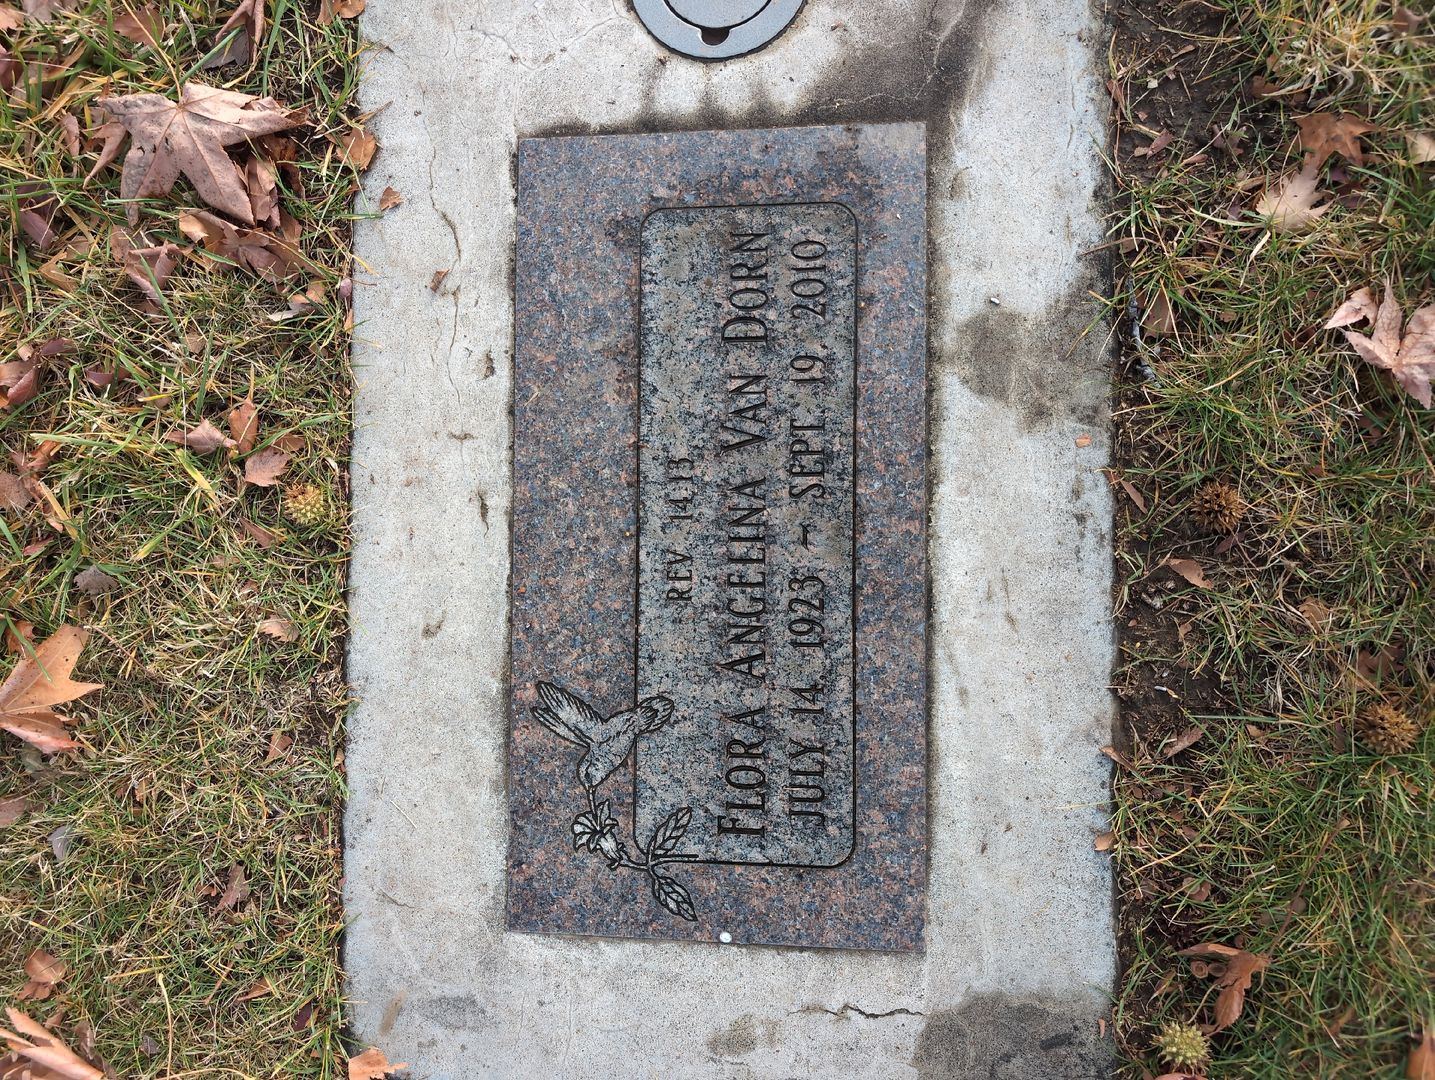 REV 14,13
FLORA ANGELINA VAN DORN
JULY 14, 1923 - SEPT. 19, 2010